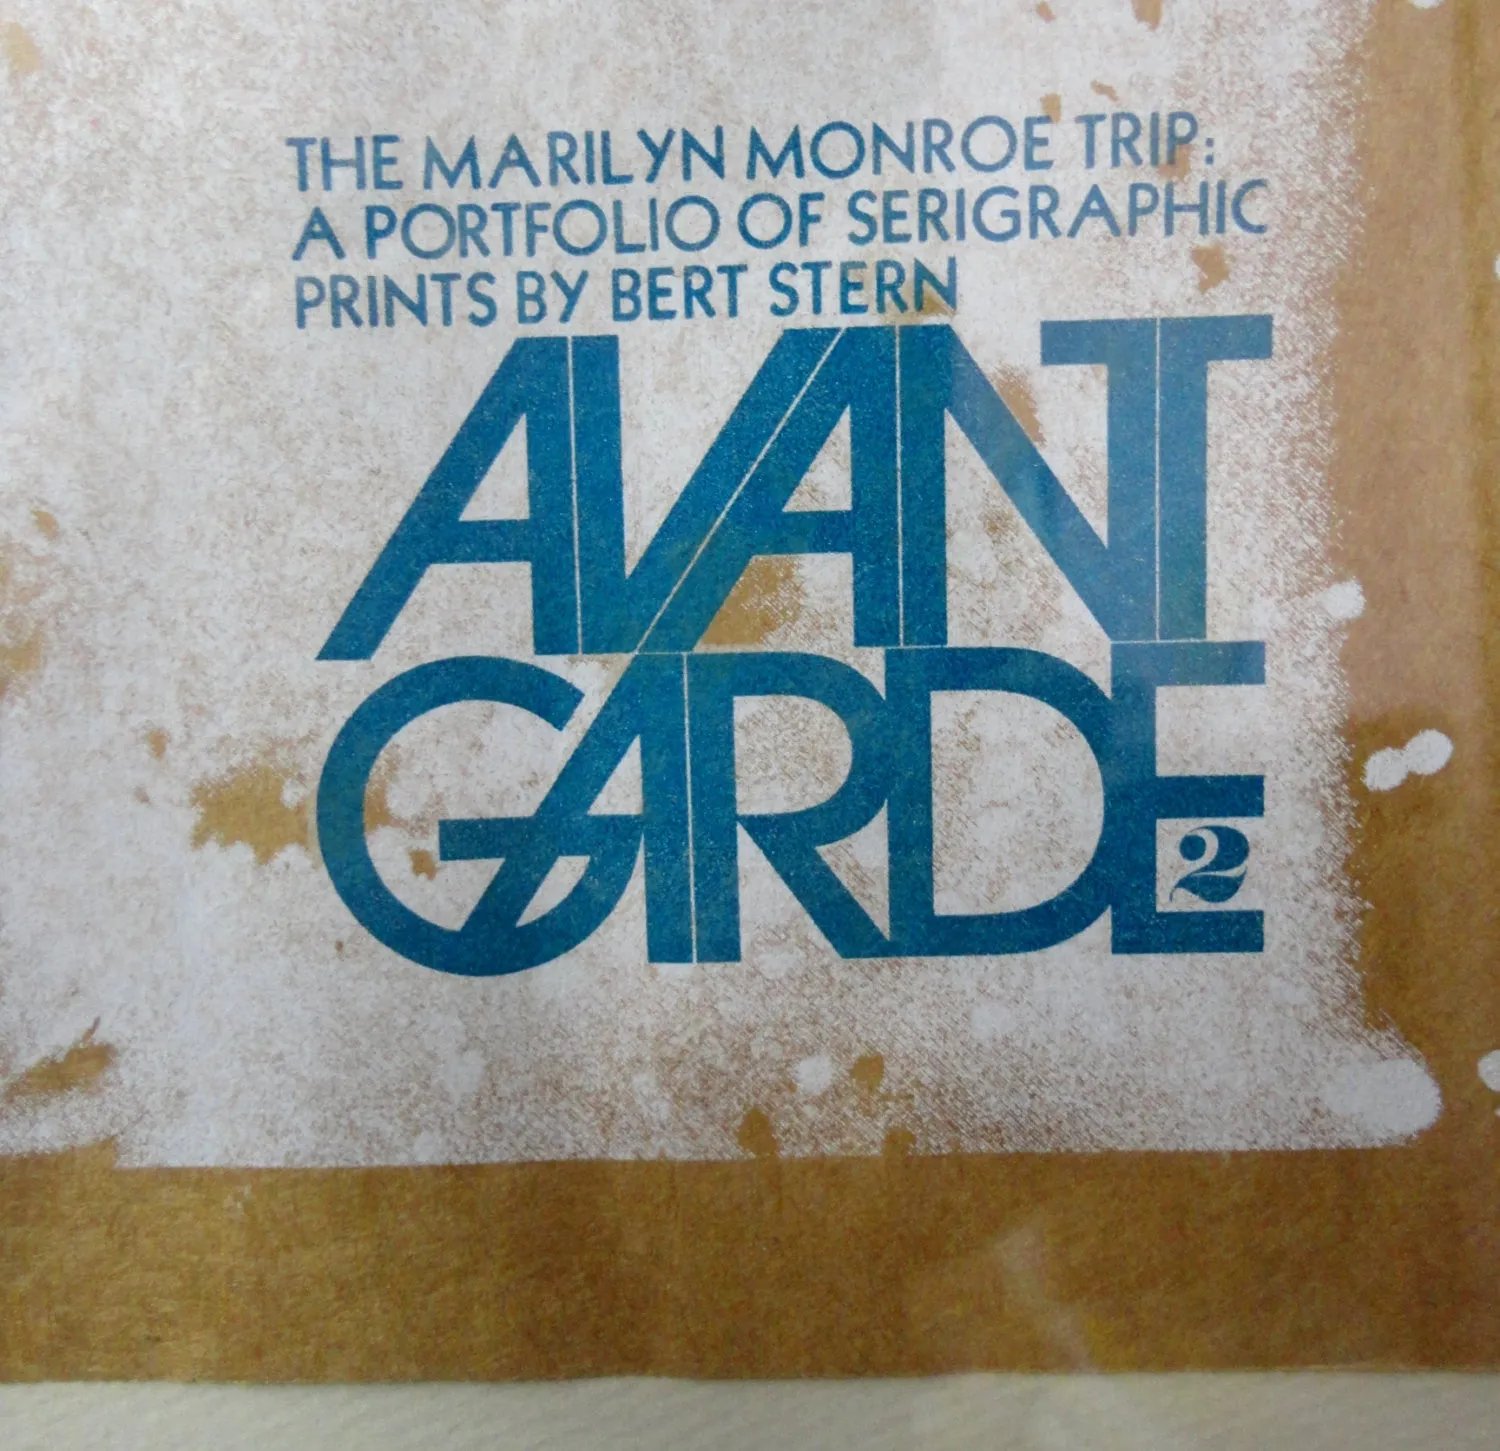 THE MARILYN MONROE TRIP:
A PORTFOLIO OF SERIGRAPHIC
PRINTS BY BERT STERN
AVANT
GARDE
2